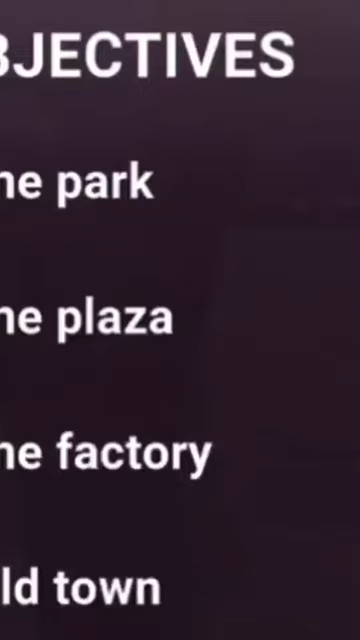 BJECTIVES
he park
he plaza
he factory
ld town